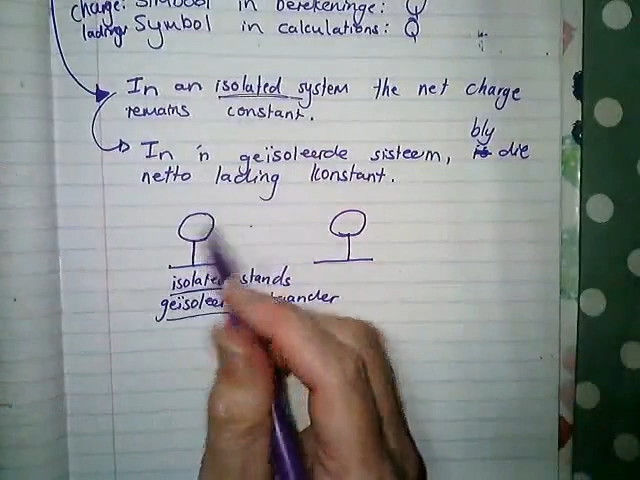 charge: Simbool in berekeninge: Q
lading: Symbol in calculations: Q
In an isolated system the net charge
remains constant.
In 'n geïsoleerde sisteem, bly die
netto lading konstant.
isolated stands